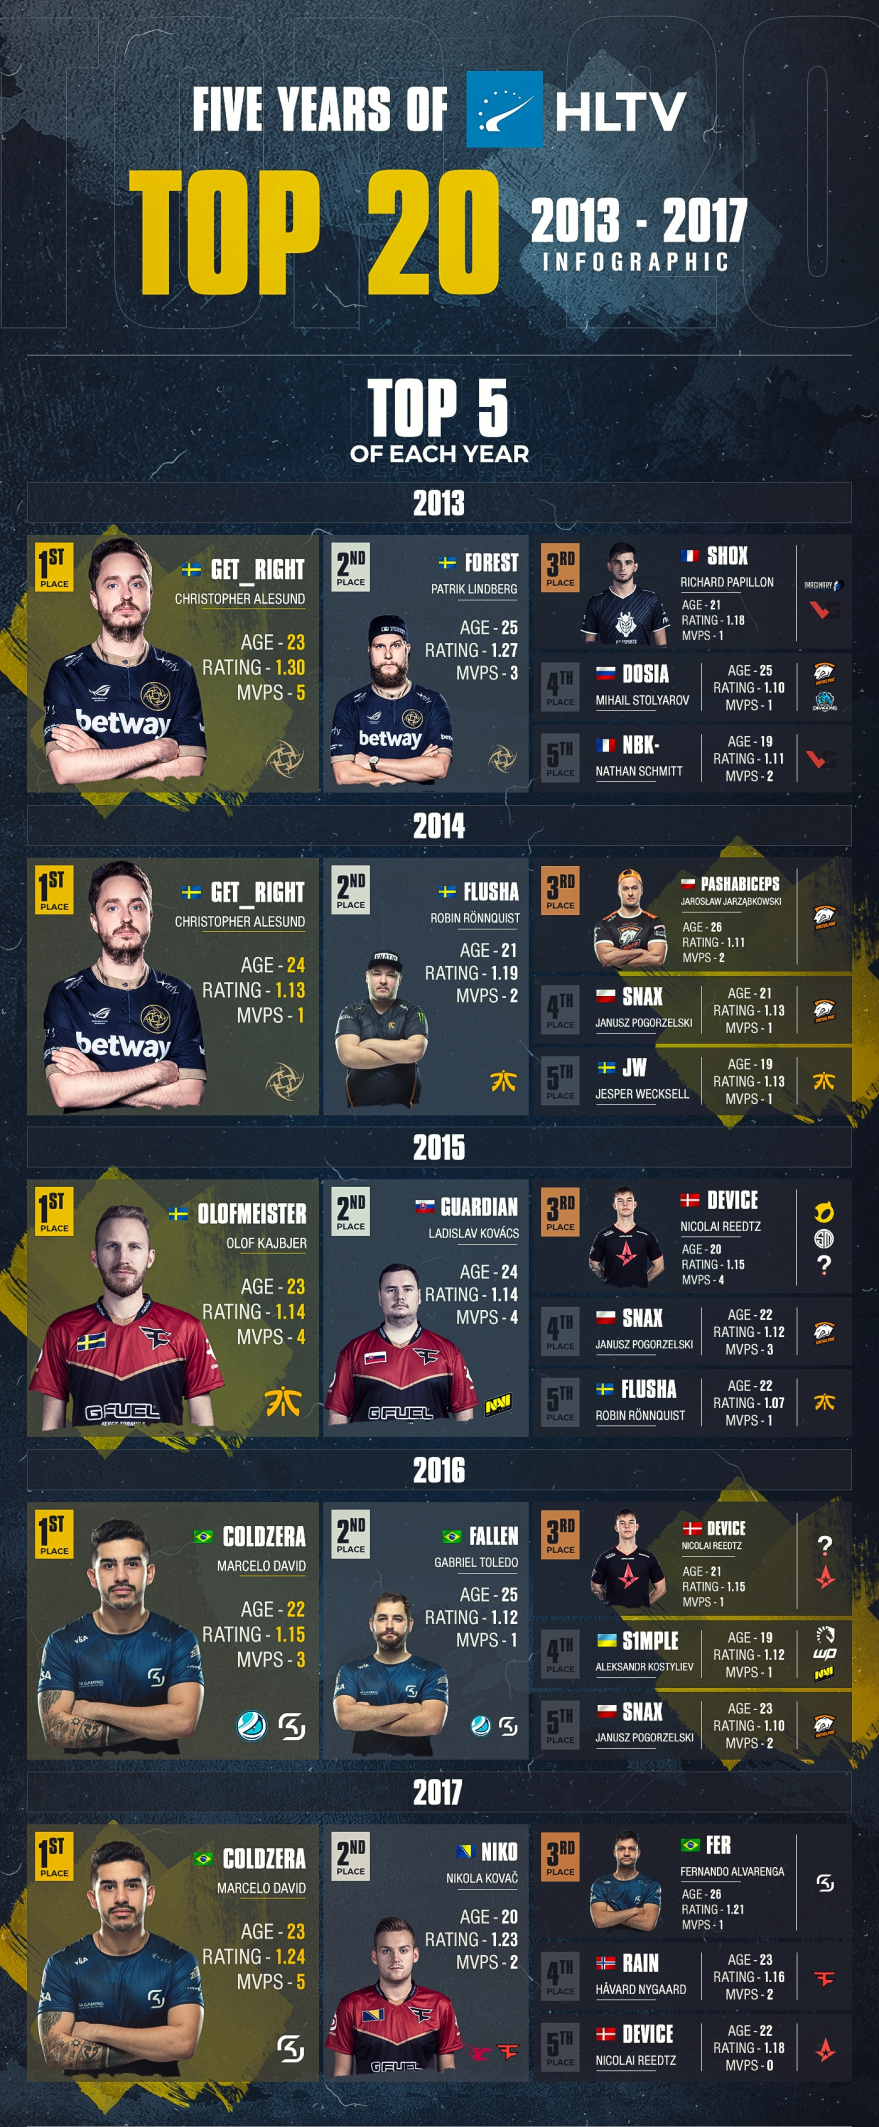 FIVE YEARS OF HLTV
TOP 20
2013 - 2017
INFOGRAPHIC
TOP 5
OF EACH YEAR
2013
1ST
PLACE
GET_RIGHT
CHRISTOPHER ALESUND
AGE - 23
RATING - 1.30
MVPS - 5
betway
2ND
PLACE
FOREST
PATRIK LINDBERG
AGE - 25
RATING - 1.27
MVPS - 3
betway
3RD
PLACE
SHOX
RICHARD PAPILLON
AGE - 21
RATING - 1.18
MVPS - 1
IMAGINARY
4TH
PLACE
DOSIA
MIHAIL STOLYAROV
AGE - 25
RATING - 1.10
MVPS - 1
DRAGONS
5TH
PLACE
NBK-
NATHAN SCHMITT
AGE - 19
RATING - 1.11
MVPS - 2
2014
1ST
PLACE
GET_RIGHT
CHRISTOPHER ALESUND
AGE - 24
RATING - 1.13
MVPS - 1
betway
2ND
PLACE
FLUSHA
ROBIN RÖNNQUIST
AGE - 21
RATING - 1.19
MVPS - 2
3RD
PLACE
PASHABICEPS
JAROSŁAW JARZĄBKOWSKI
AGE - 26
RATING - 1.11
MVPS - 2
4TH
PLACE
SNAX
JANUSZ POGORZELSKI
AGE - 21
RATING - 1.13
MVPS - 1
5TH
PLACE
JW
JESPER WECKSELL
AGE - 19
RATING - 1.13
MVPS - 1
2015
1ST
PLACE
OLOFMEISTER
OLOF KAJBJER
AGE - 23
RATING - 1.14
MVPS - 4
G FUEL
2ND
PLACE
GUARDIAN
LADISLAV KOVÁCS
AGE - 24
RATING - 1.14
MVPS - 4
G FUEL
NAVI
3RD
PLACE
DEVICE
NICOLAI REEDTZ
AGE - 20
RATING - 1.15
MVPS - 4
TSM
?
4TH
PLACE
SNAX
JANUSZ POGORZELSKI
AGE - 22
RATING - 1.12
MVPS - 3
5TH
PLACE
FLUSHA
ROBIN RÖNNQUIST
AGE - 22
RATING - 1.07
MVPS - 1
2016
1ST
PLACE
COLDZERA
MARCELO DAVID
AGE - 22
RATING - 1.15
MVPS - 3
2ND
PLACE
FALLEN
GABRIEL TOLEDO
AGE - 25
RATING - 1.12
MVPS - 1
3RD
PLACE
DEVICE
NICOLAI REEDTZ
AGE - 21
RATING - 1.15
MVPS - 1
?
4TH
PLACE
S1MPLE
ALEKSANDR KOSTYLIEV
AGE - 19
RATING - 1.12
MVPS - 1
NAVI
5TH
PLACE
SNAX
JANUSZ POGORZELSKI
AGE - 23
RATING - 1.10
MVPS - 2
2017
1ST
PLACE
COLDZERA
MARCELO DAVID
AGE - 23
RATING - 1.24
MVPS - 5
2ND
PLACE
NIKO
NIKOLA KOVAČ
AGE - 20
RATING - 1.23
MVPS - 2
G FUEL
3RD
PLACE
FER
FERNANDO ALVARENGA
AGE - 26
RATING - 1.21
MVPS - 1
4TH
PLACE
RAIN
HÅVARD NYGAARD
AGE - 23
RATING - 1.16
MVPS - 2
5TH
PLACE
DEVICE
NICOLAI REEDTZ
AGE - 22
RATING - 1.18
MVPS - 0